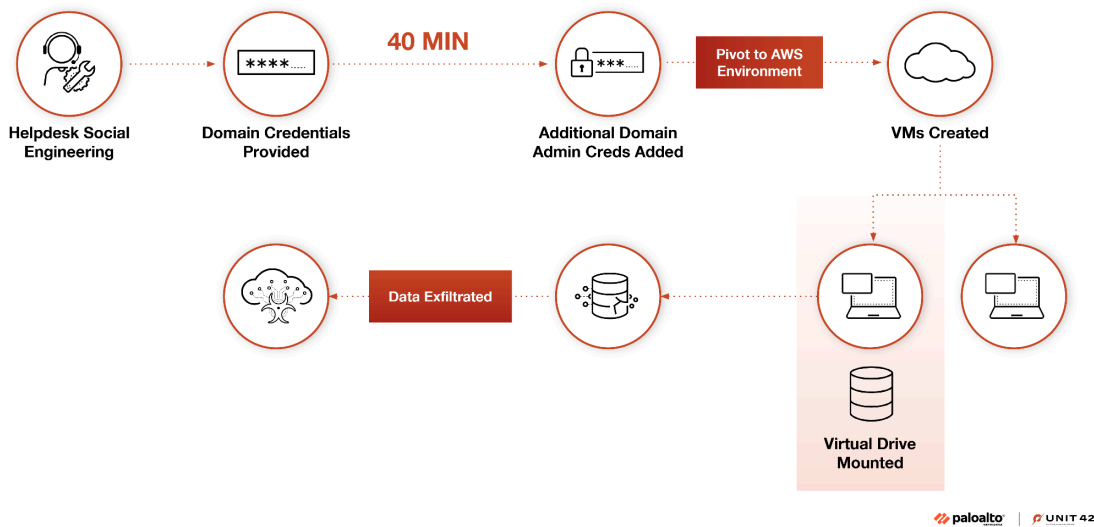 ****......
40 MIN
***.....
Pivot to AWS
Environment
Helpdesk Social
Engineering
Domain Credentials
Provided
Additional Domain
Admin Creds Added
VMs Created
Data Exfiltrated
Virtual Drive
Mounted
paloalto
NETWORKS
UNIT 42